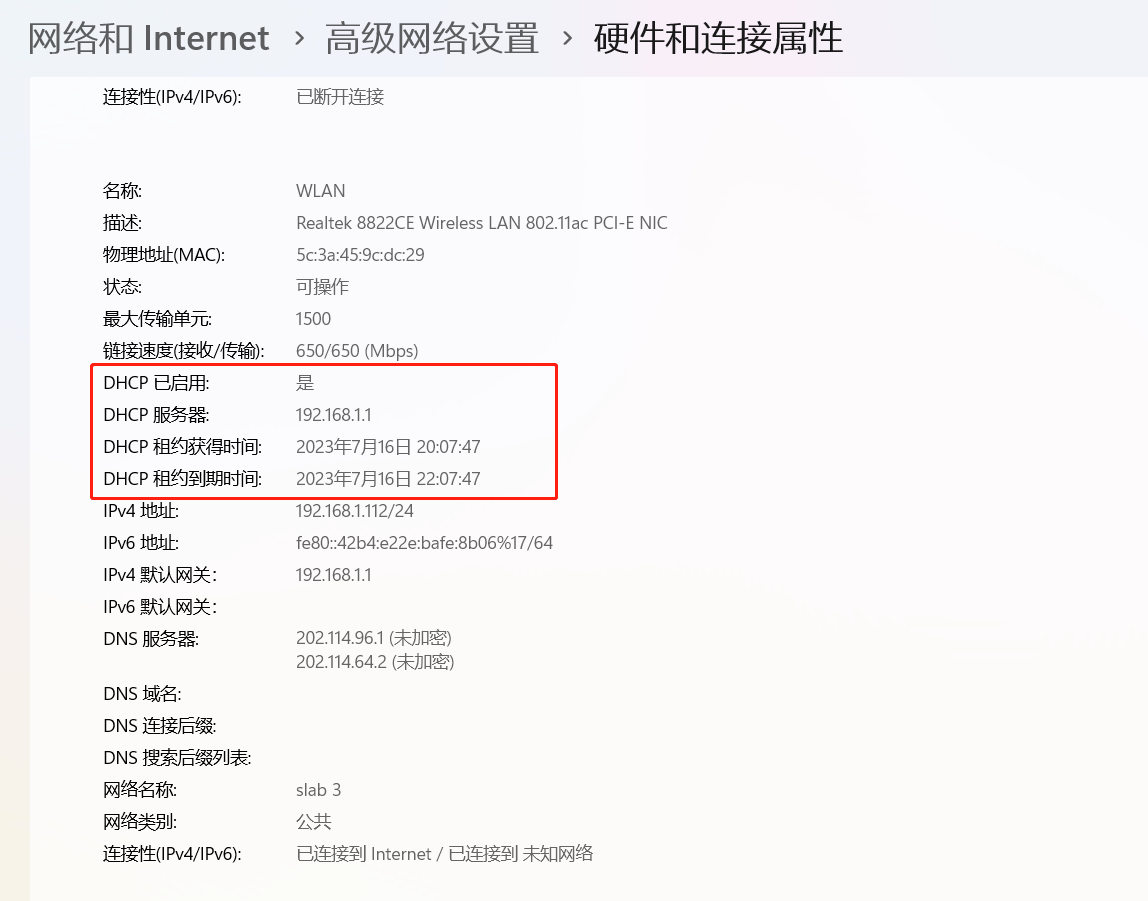 网络和 Internet › 高级网络设置 › 硬件和连接属性
连接性(IPv4/IPv6): 已断开连接
名称: WLAN
描述: Realtek 8822CE Wireless LAN 802.11ac PCI-E NIC
物理地址(MAC): 5c:3a:45:9c:dc:29
状态: 可操作
最大传输单元: 1500
链接速度(接收/传输): 650/650 (Mbps)
DHCP 已启用: 是
DHCP 服务器: 192.168.1.1
DHCP 租约获得时间: 2023年7月16日 20:07:47
DHCP 租约到期时间: 2023年7月16日 22:07:47
IPv4 地址: 192.168.1.112/24
IPv6 地址: fe80::42b4:e22e:bafe:8b06%17/64
IPv4 默认网关: 192.168.1.1
IPv6 默认网关:
DNS 服务器: 202.114.96.1 (未加密)
202.114.64.2 (未加密)
DNS 域名:
DNS 连接后缀:
DNS 搜索后缀列表:
网络名称: slab 3
网络类别: 公共
连接性(IPv4/IPv6): 已连接到 Internet / 已连接到 未知网络